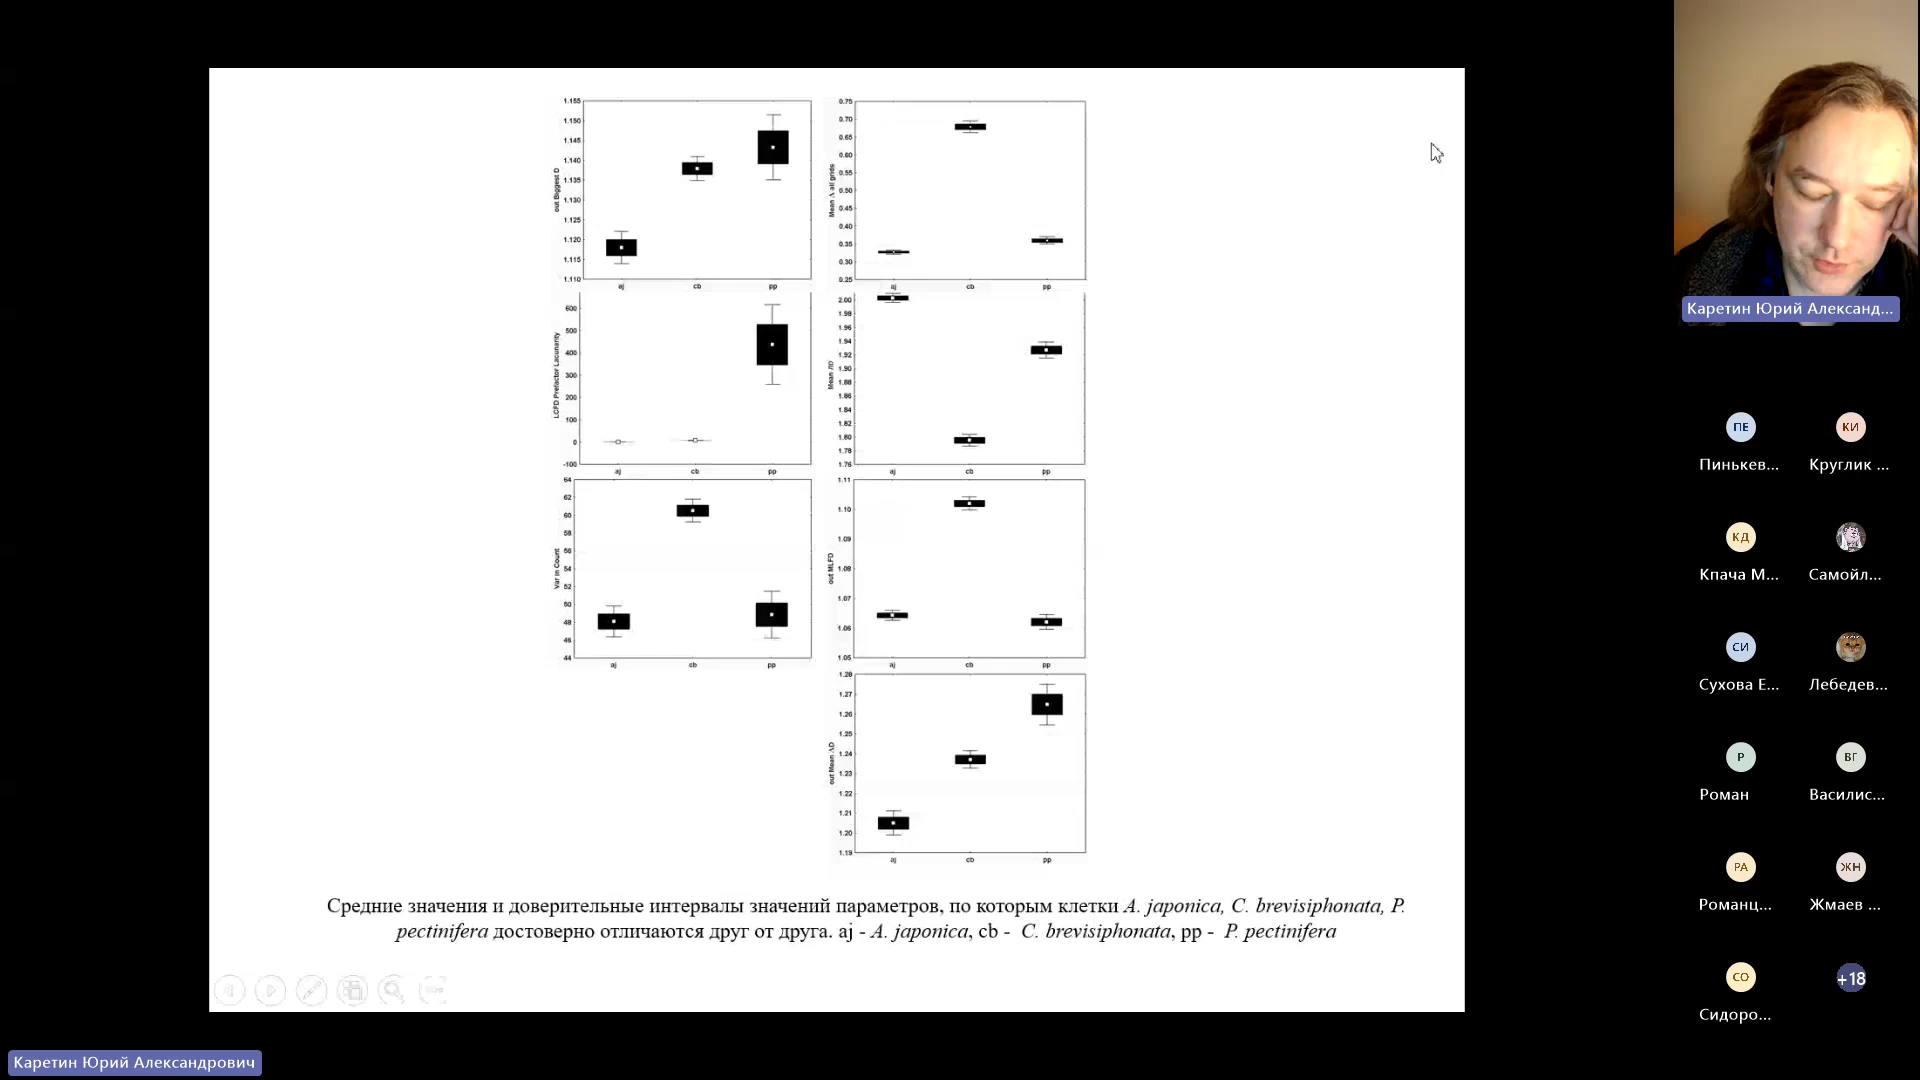 1.155
1.150
1.145
1.140
1.135
1.130
1.125
1.120
1.115
1.110
out Biggest D
aj cb pp
0.75
0.70
0.65
0.60
0.55
0.50
0.45
0.40
0.35
0.30
0.25
Mean Λ all grids
aj cb pp
600
500
400
300
200
100
0
-100
LCFD Prefactor Lacunarity
aj cb pp
2.00
1.98
1.96
1.94
1.92
1.90
1.88
1.86
1.84
1.82
1.80
1.78
1.76
aj cb pp
64
62
60
58
56
54
52
50
48
46
44
Var in Count
aj cb pp
1.11
1.10
1.09
1.08
1.07
1.06
1.05
out MLFD
aj cb pp
1.28
1.27
1.26
1.25
1.24
1.23
1.22
1.21
1.20
1.19
out Mean ΛD
aj cb pp
Средние значения и доверительные интервалы значений параметров, по которым клетки A. japonica, C. brevisiphonata, P.
pectinifera достоверно отличаются друг от друга. aj - A. japonica, cb - C. brevisiphonata, pp - P. pectinifera
Каретин Юрий Александ...
ПЕ КИ
Пинькев... Круглик ...
КД
Кпача М... Самойл...
СИ
Сухова Е... Лебедев...
Р ВГ
Роман Василис...
РА ЖН
Романц... Жмаев ...
СО +18
Сидоро...
Каретин Юрий Александрович